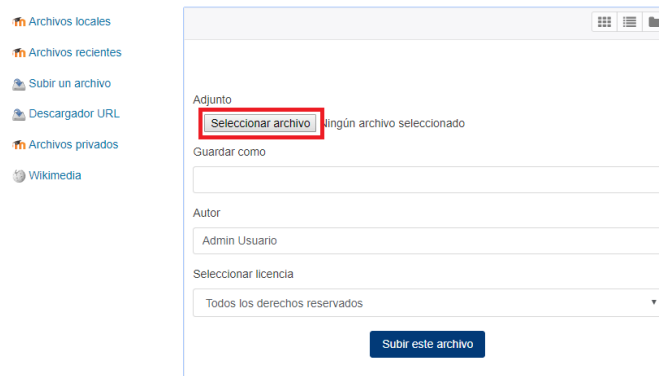 Archivos locales
Archivos recientes
Subir un archivo
Descargador URL
Archivos privados
Wikimedia
Adjunto
Seleccionar archivo Ningún archivo seleccionado
Guardar como
Autor
Admin Usuario
Seleccionar licencia
Todos los derechos reservados
Subir este archivo